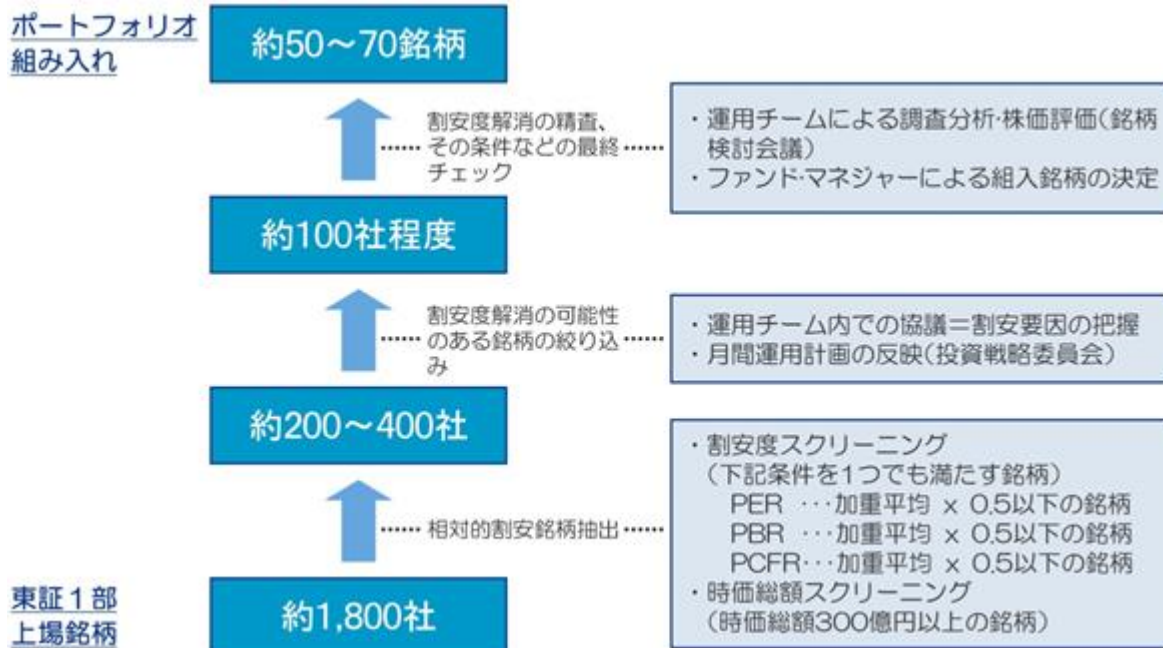 ポートフォリオ
組み入れ
約50～70銘柄
割安度解消の精査、
‥‥‥ その条件などの最終 ‥‥‥
チェック
・運用チームによる調査分析・株価評価(銘柄
検討会議)
・ファンド・マネジャーによる組入銘柄の決定
約100社程度
割安度解消の可能性
‥‥‥ のある銘柄の絞り込 ‥‥‥
み
・運用チーム内での協議＝割安要因の把握
・月間運用計画の反映(投資戦略委員会)
約200～400社
‥‥‥ 相対的割安銘柄抽出 ‥‥‥
・割安度スクリーニング
(下記条件を1つでも満たす銘柄)
PER ･･･加重平均 x 0.5以下の銘柄
PBR ･･･加重平均 x 0.5以下の銘柄
PCFR･･･加重平均 x 0.5以下の銘柄
・時価総額スクリーニング
(時価総額300億円以上の銘柄)
東証１部
上場銘柄
約1,800社